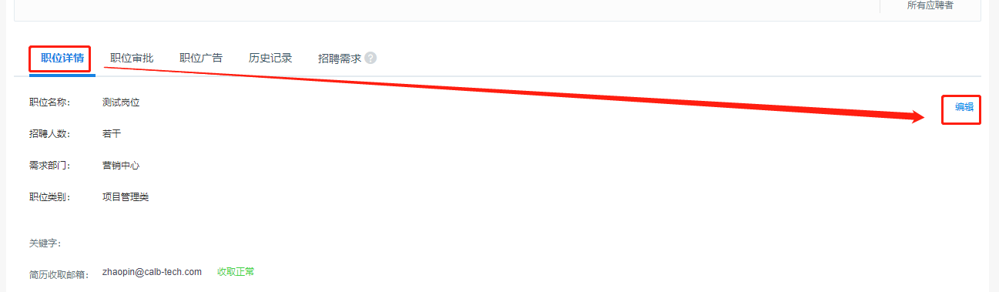 所有应聘者
职位详情 职位审批 职位广告 历史记录 招聘需求 ?
职位名称: 测试岗位 编辑
招聘人数: 若干
需求部门: 营销中心
职位类别: 项目管理类
关键字:
简历收取邮箱: zhaopin@calb-tech.com 收取正常